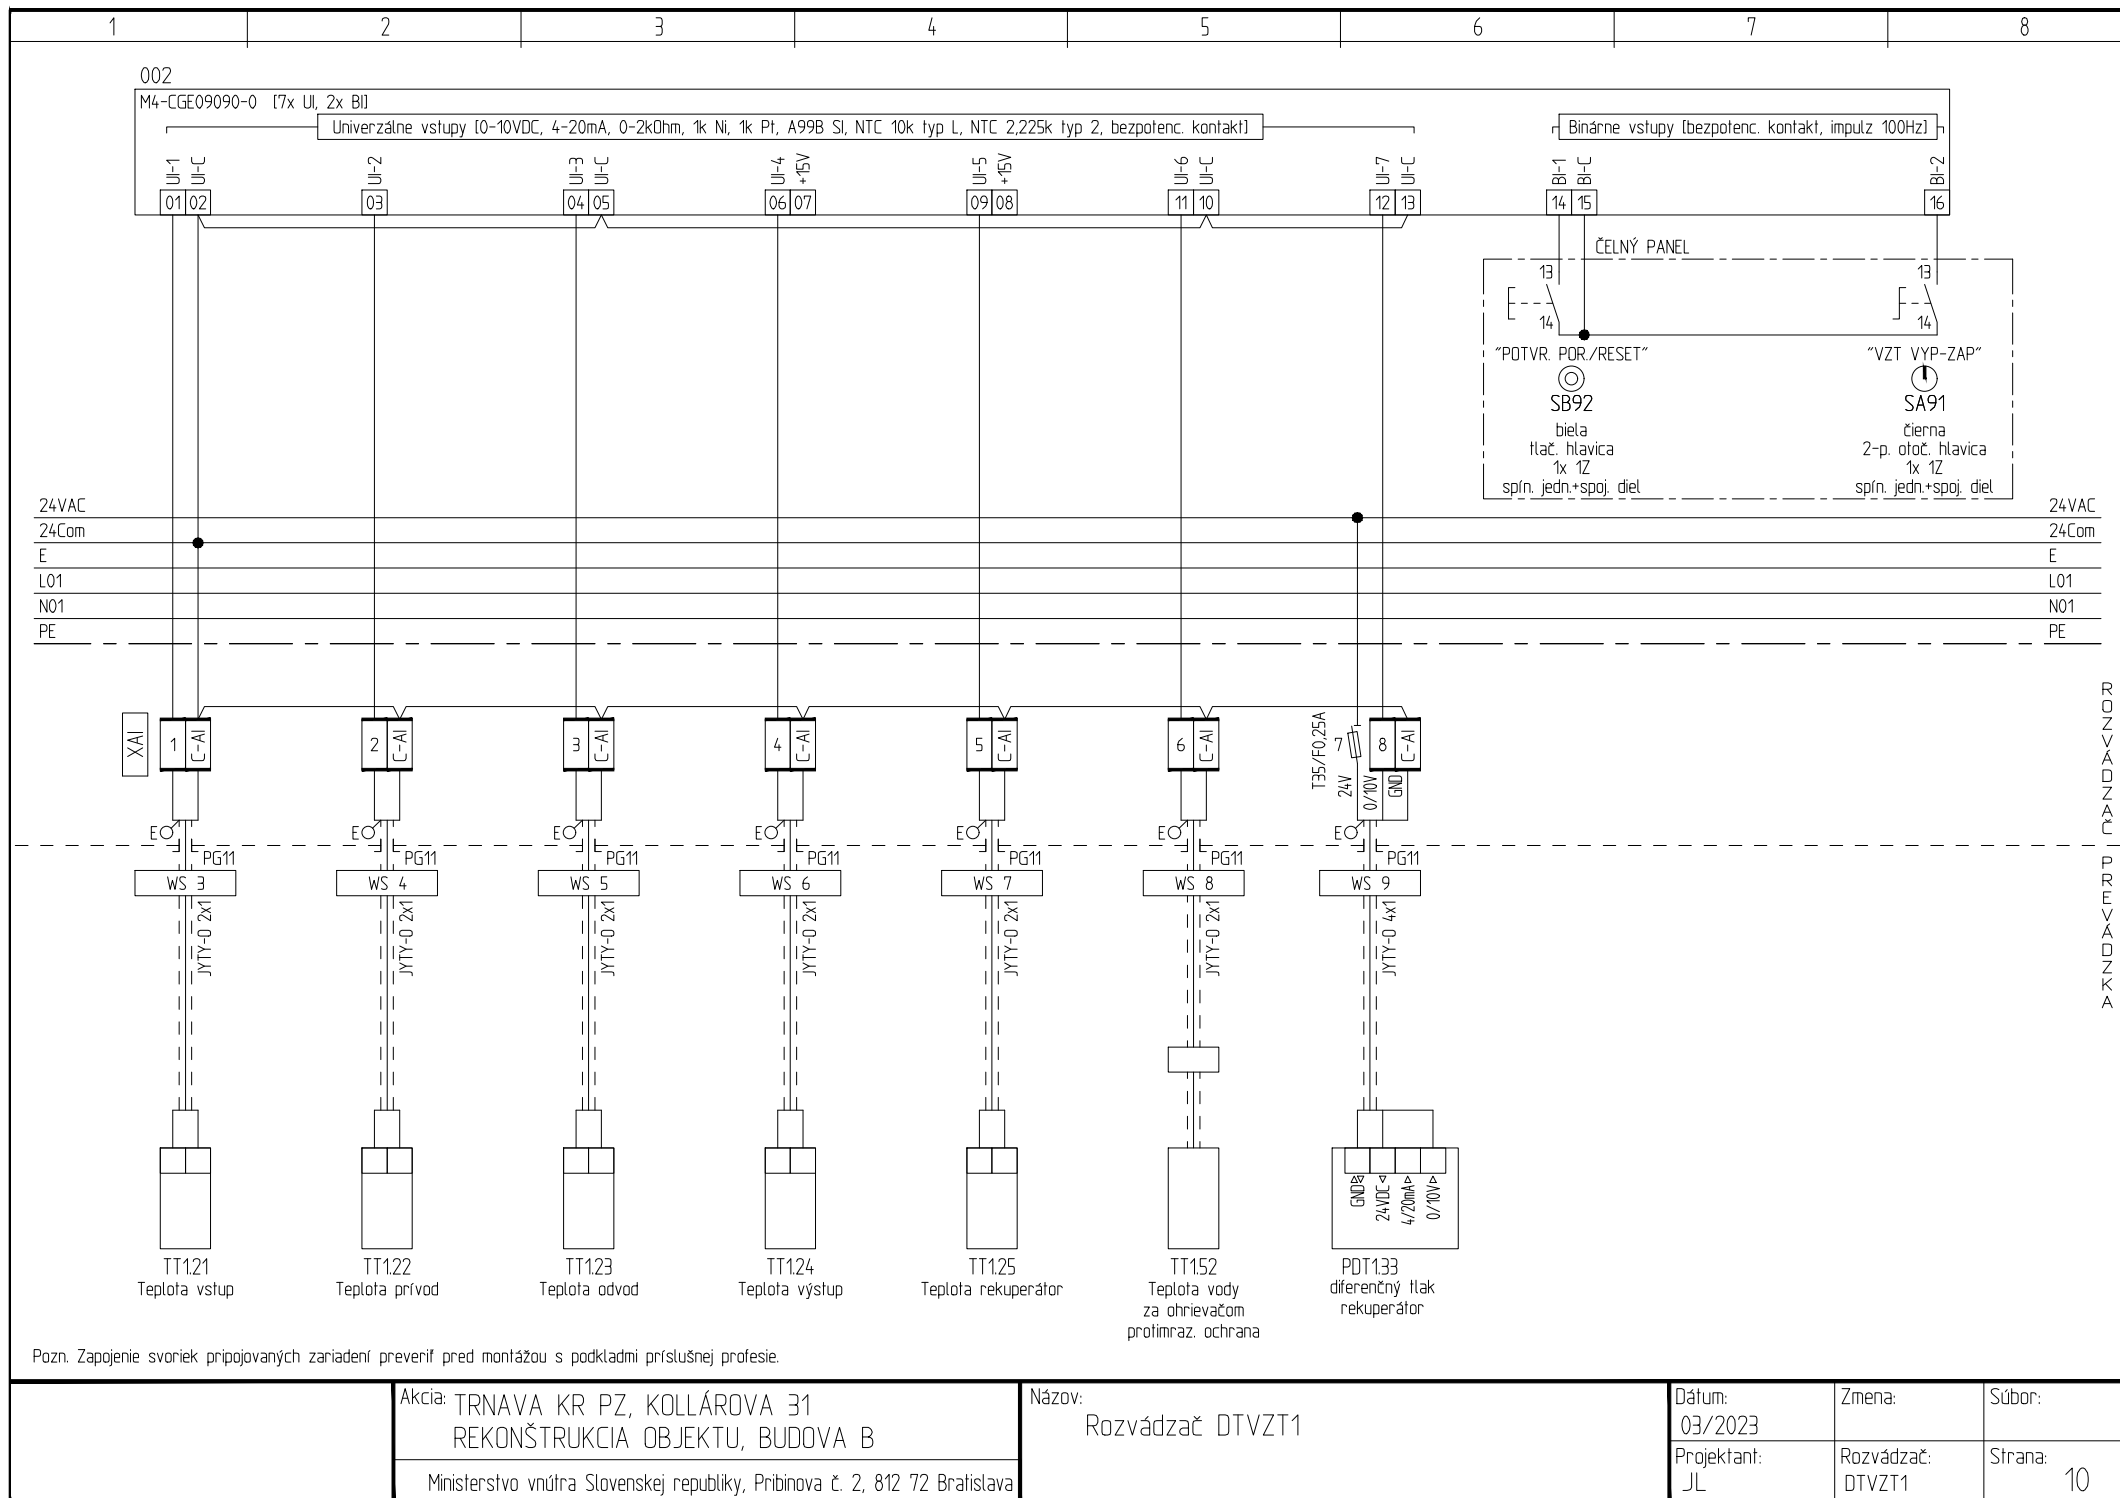 1 2 3 4 5 6 7 8
002
M4-CGE09090-0 [7x UI, 2x BI]
Univerzálne vstupy [0-10VDC, 4-20mA, 0-2kOhm, 1k Ni, 1k Pt, A99B SI, NTC 10k typ L, NTC 2,225k typ 2, bezpotenc. kontakt]
Binárne vstupy [bezpotenc. kontakt, impulz 100Hz]
UI-1 UI-C UI-2 UI-3 UI-C UI-4 +15V UI-5 +15V UI-6 UI-C UI-7 UI-C BI-1 BI-C BI-2
01 02 03 04 05 06 07 09 08 11 10 12 13 14 15 16
ČELNÝ PANEL
13 13
14 14
"POTVR. POR./RESET" "VZT VYP-ZAP"
SB92 SA91
biela čierna
tlač. hlavica 2-p. otoč. hlavica
1x 1Z 1x 1Z
spín. jedn.+spoj. diel spín. jedn.+spoj. diel
24VAC 24VAC
24Com 24Com
E E
L01 L01
N01 N01
PE PE
ROZVÁDZAČ
XAI 1 C-AI 2 C-AI 3 C-AI 4 C-AI 5 C-AI 6 C-AI T35/F0,25A 7 8 C-AI
24V 0/10V GND
E E E E E E E
PG11 PG11 PG11 PG11 PG11 PG11 PG11
PREVÁDZKA
WS 3 WS 4 WS 5 WS 6 WS 7 WS 8 WS 9
JYTY-O 2x1 JYTY-O 2x1 JYTY-O 2x1 JYTY-O 2x1 JYTY-O 2x1 JYTY-O 2x1 JYTY-O 4x1
GND 24VDC 4/20mA 0/10V
TT1.21 TT1.22 TT1.23 TT1.24 TT1.25 TT1.52 PDT1.33
Teplota vstup Teplota prívod Teplota odvod Teplota výstup Teplota rekuperátor Teplota vody diferenčný tlak
za ohrievačom rekuperátor
protimraz. ochrana
Pozn. Zapojenie svoriek pripojovaných zariadení preveriť pred montážou s podkladmi príslušnej profesie.
Akcia: TRNAVA KR PZ, KOLLÁROVA 31
REKONŠTRUKCIA OBJEKTU, BUDOVA B
Ministerstvo vnútra Slovenskej republiky, Pribinova č. 2, 812 72 Bratislava
Názov:
Rozvádzač DTVZT1
Dátum: Zmena: Súbor:
03/2023
Projektant: Rozvádzač: Strana:
JL DTVZT1 10